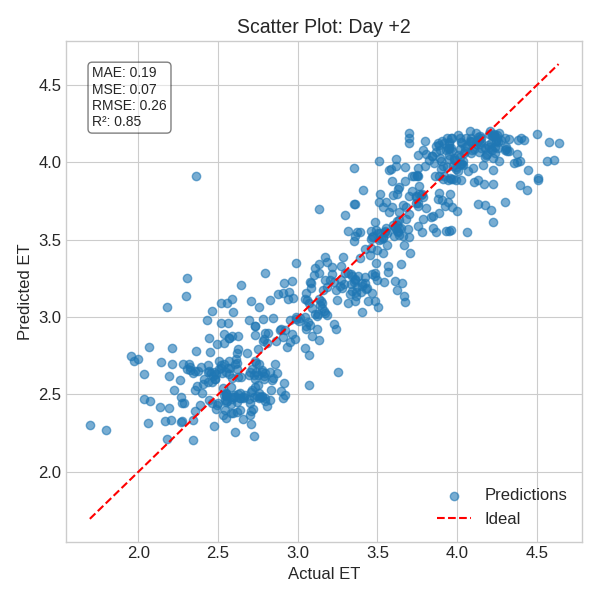 Scatter Plot: Day +2
MAE: 0.19
MSE: 0.07
RMSE: 0.26
R²: 0.85
4.5
4.0
3.5
3.0
2.5
2.0
Predicted ET
Predictions
Ideal
2.0 2.5 3.0 3.5 4.0 4.5
Actual ET